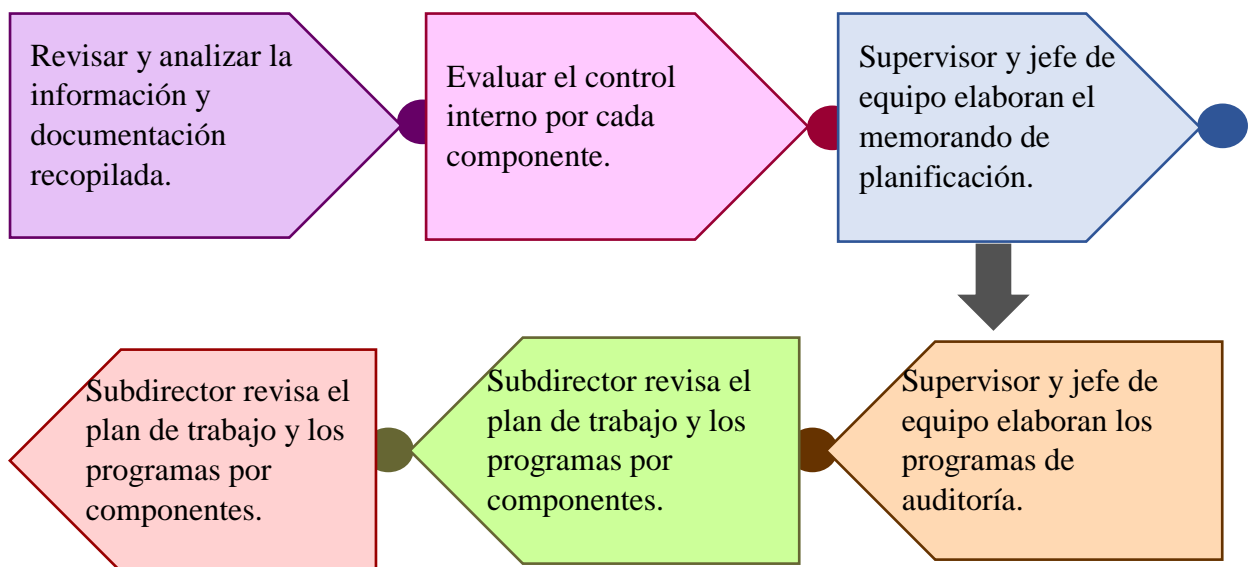 Revisar y analizar la
información y
documentación
recopilada.
Evaluar el control
interno por cada
componente.
Supervisor y jefe de
equipo elaboran el
memorando de
planificación.
Supervisor y jefe de
equipo elaboran los
programas de
auditoría.
Subdirector revisa el
plan de trabajo y los
programas por
componentes.
Subdirector revisa el
plan de trabajo y los
programas por
componentes.